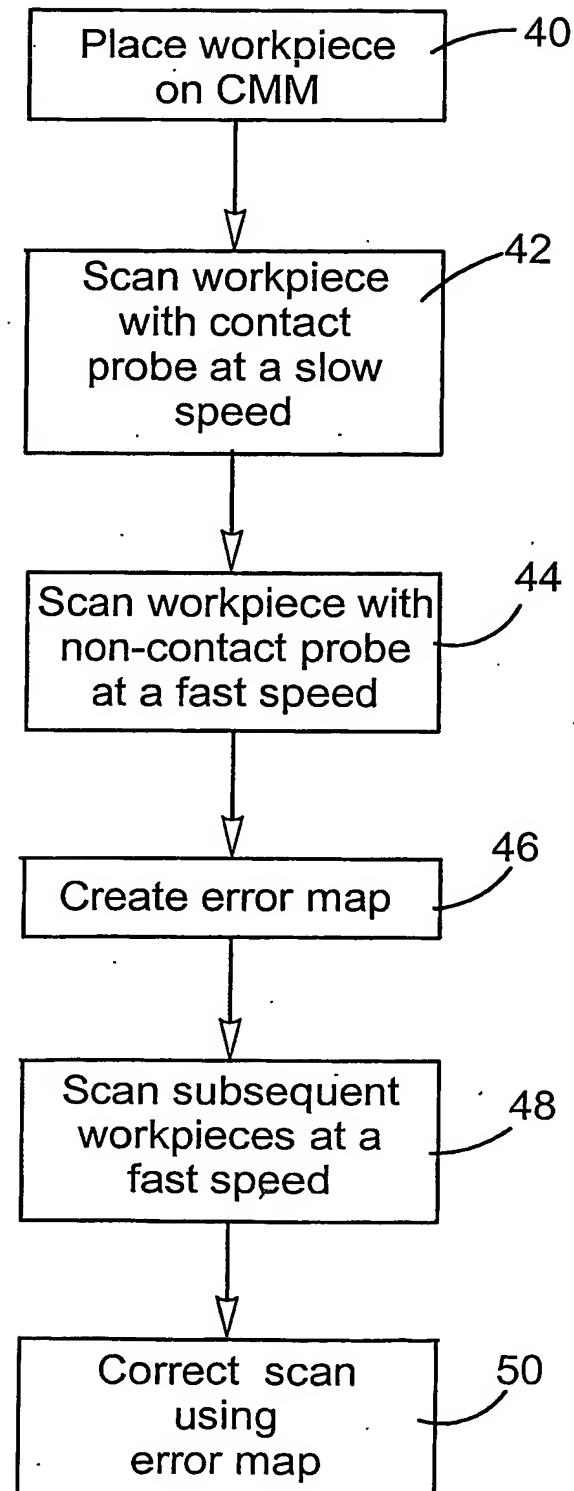 Place workpiece
on CMM
40
Scan workpiece
with contact
probe at a slow
speed
42
Scan workpiece with
non-contact probe
at a fast speed
44
Create error map
46
Scan subsequent
workpieces at a
fast speed
48
Correct scan
using
error map
50